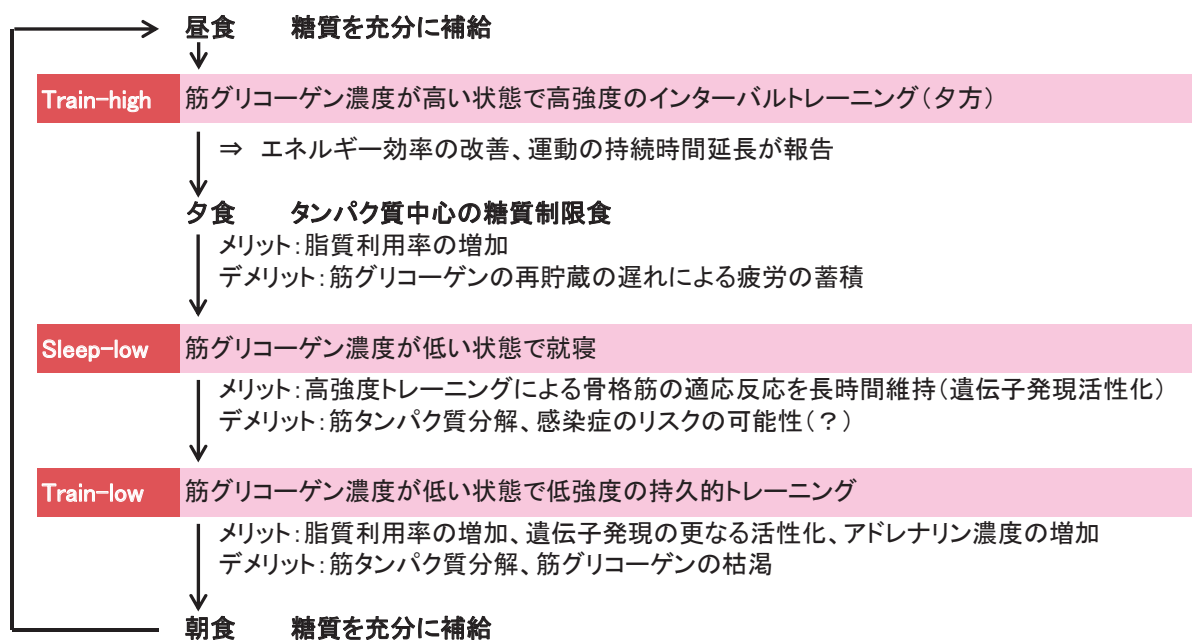 昼食 糖質を充分に補給
Train-high 筋グリコーゲン濃度が高い状態で高強度のインターバルトレーニング(夕方)
⇒ エネルギー効率の改善、運動の持続時間延長が報告
夕食 タンパク質中心の糖質制限食
メリット:脂質利用率の増加
デメリット:筋グリコーゲンの再貯蔵の遅れによる疲労の蓄積
Sleep-low 筋グリコーゲン濃度が低い状態で就寝
メリット:高強度トレーニングによる骨格筋の適応反応を長時間維持(遺伝子発現活性化)
デメリット:筋タンパク質分解、感染症のリスクの可能性(?)
Train-low 筋グリコーゲン濃度が低い状態で低強度の持久的トレーニング
メリット:脂質利用率の増加、遺伝子発現の更なる活性化、アドレナリン濃度の増加
デメリット:筋タンパク質分解、筋グリコーゲンの枯渇
朝食 糖質を充分に補給